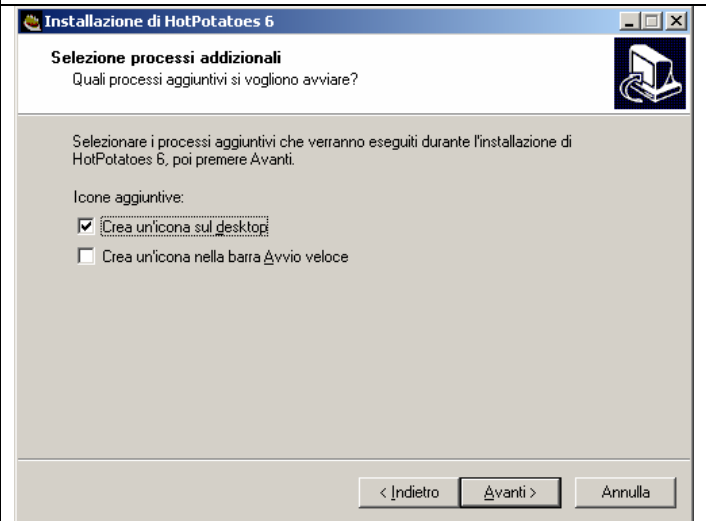 Installazione di HotPotatoes 6
Selezione processi addizionali
Quali processi aggiuntivi si vogliono avviare?
Selezionare i processi aggiuntivi che verranno eseguiti durante l'installazione di
HotPotatoes 6, poi premere Avanti.
Icone aggiuntive:
Crea un'icona sul desktop
Crea un'icona nella barra Avvio veloce
< Indietro
Avanti >
Annulla